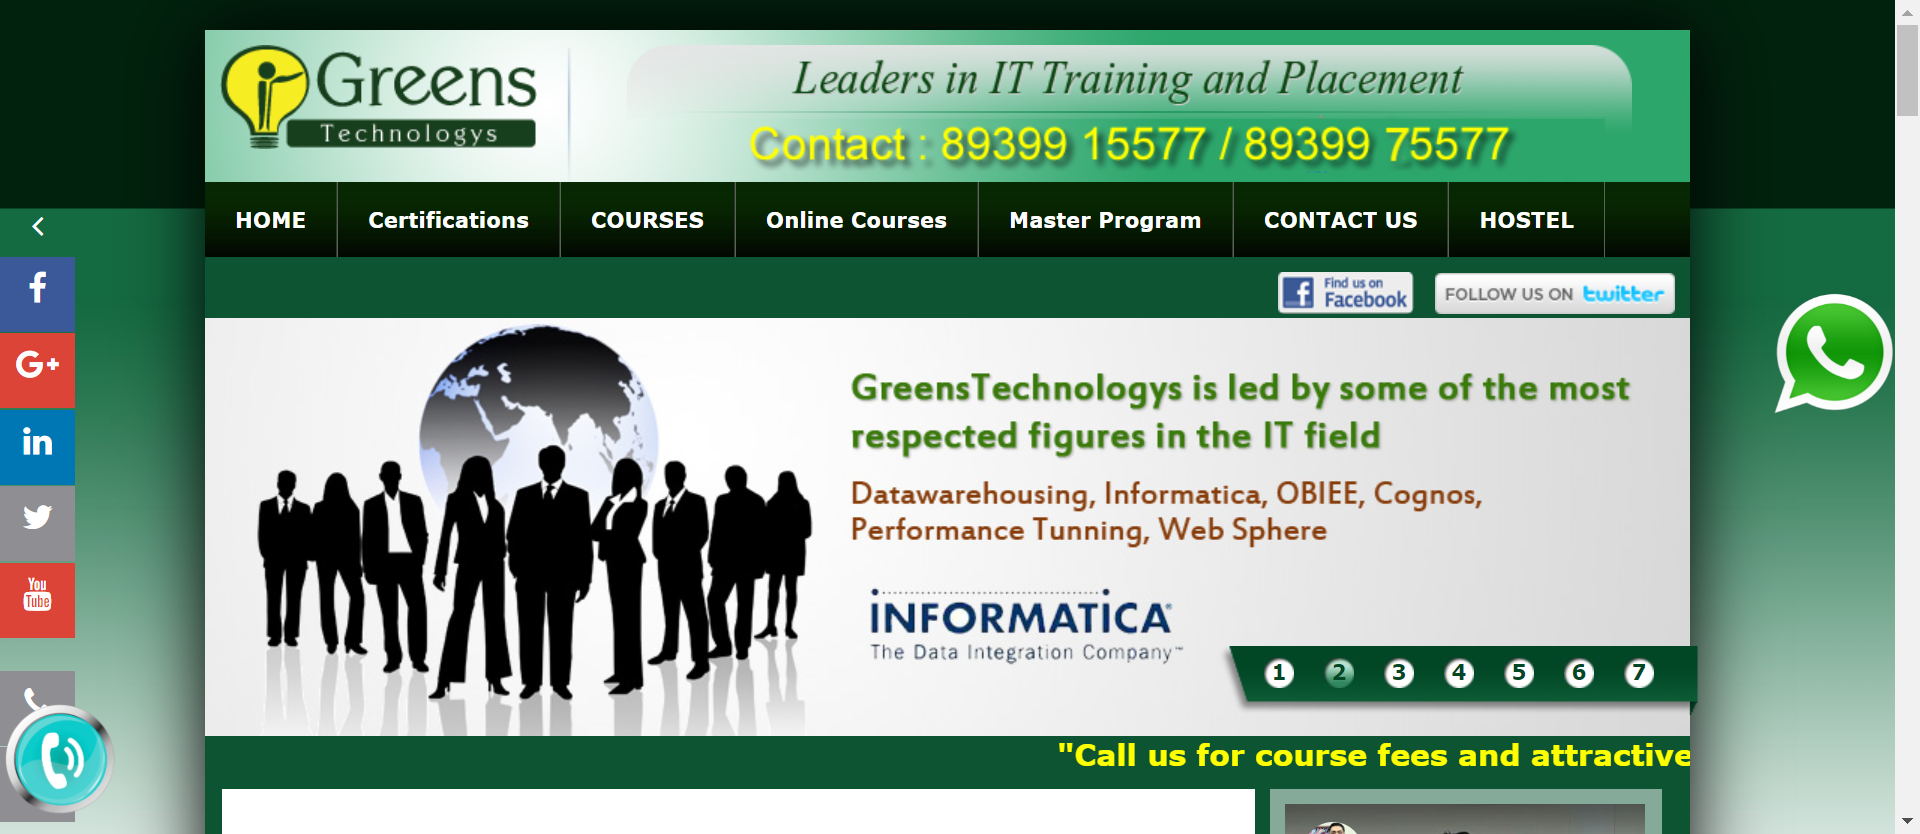 Greens
Technologys
Leaders in IT Training and Placement
Contact : 89399 15577 / 89399 75577
HOME
Certifications
COURSES
Online Courses
Master Program
CONTACT US
HOSTEL
Find us on
Facebook
FOLLOW US ON twitter
GreensTechnologys is led by some of the most
respected figures in the IT field
Datawarehousing, Informatica, OBIEE, Cognos,
Performance Tunning, Web Sphere
INFORMATICA®
The Data Integration Company™
1 2 3 4 5 6 7
"Call us for course fees and attractive
G+
in
You
Tube